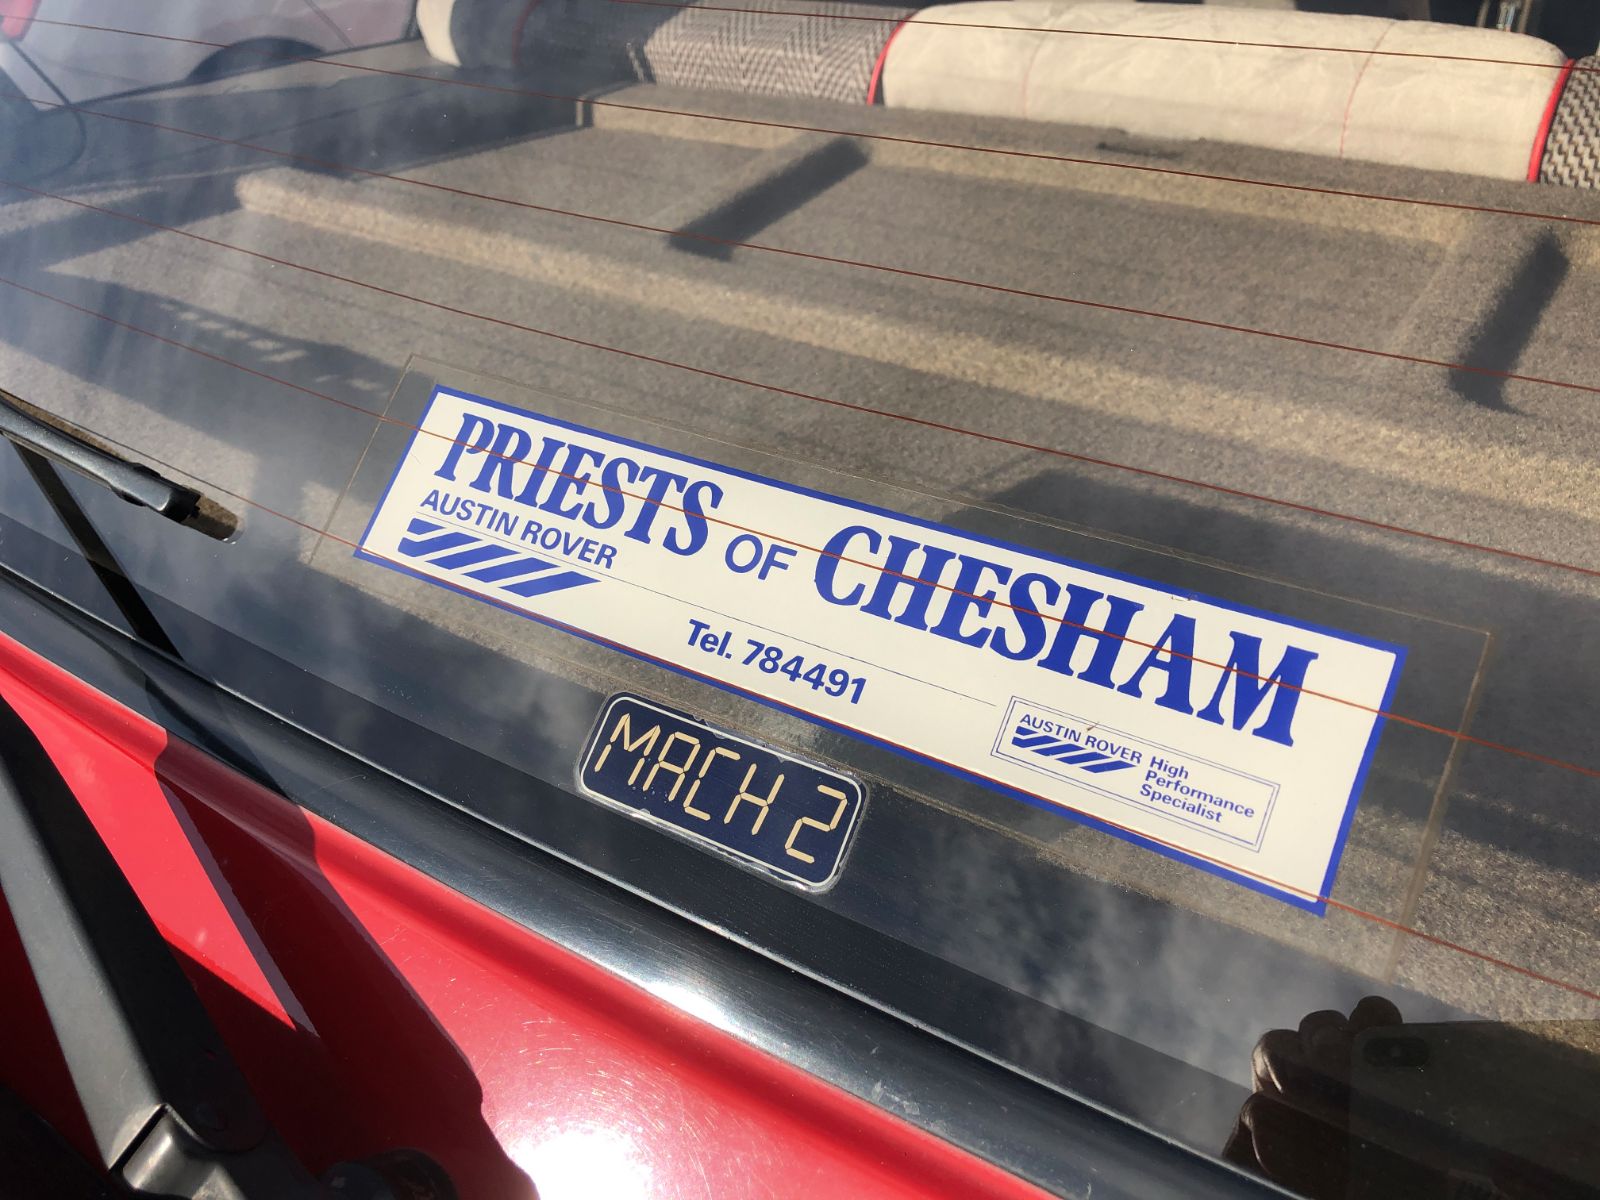 PRIESTS OF CHESHAM
AUSTIN ROVER
Tel. 784491
AUSTIN ROVER High
Performance
Specialist
MACH 2